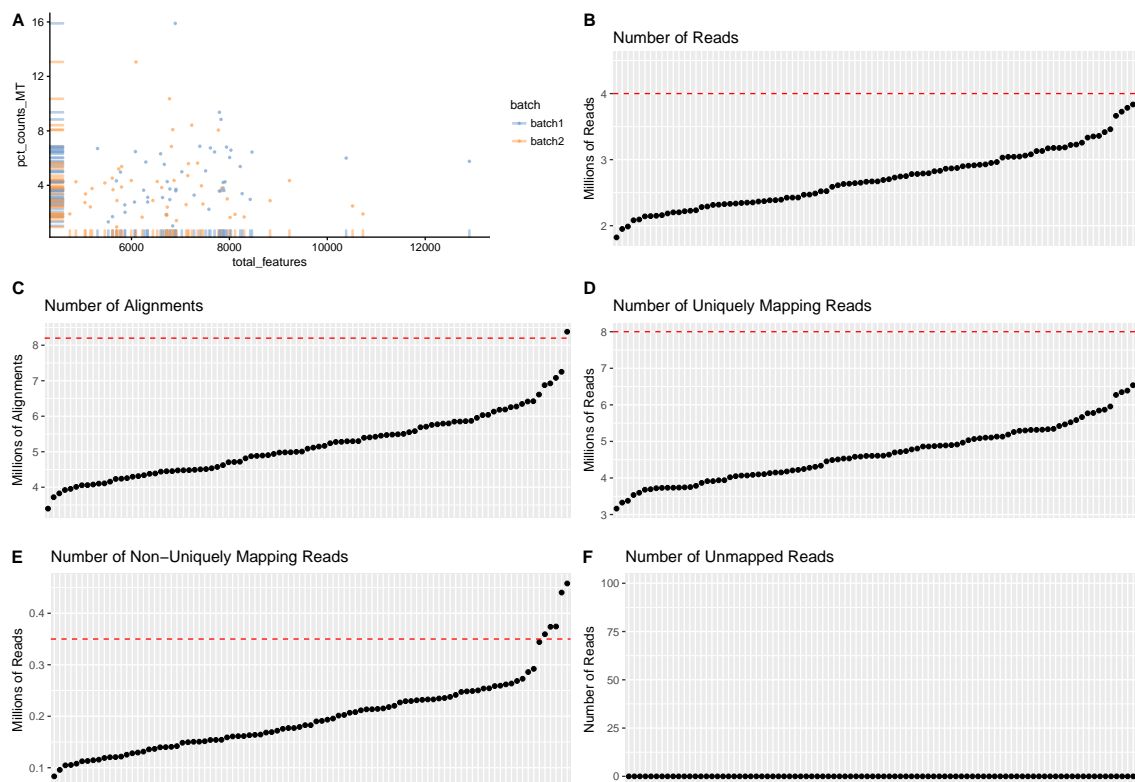 A
pct_counts_MT
16
12
8
4
6000 8000 10000 12000
total_features
batch
batch1
batch2
B
Number of Reads
Millions of Reads
4
3
2
C
Number of Alignments
Millions of Alignments
8
7
6
5
4
D
Number of Uniquely Mapping Reads
Millions of Reads
8
7
6
5
4
3
E
Number of Non−Uniquely Mapping Reads
Millions of Reads
0.4
0.3
0.2
0.1
F
Number of Unmapped Reads
Number of Reads
100
75
50
25
0